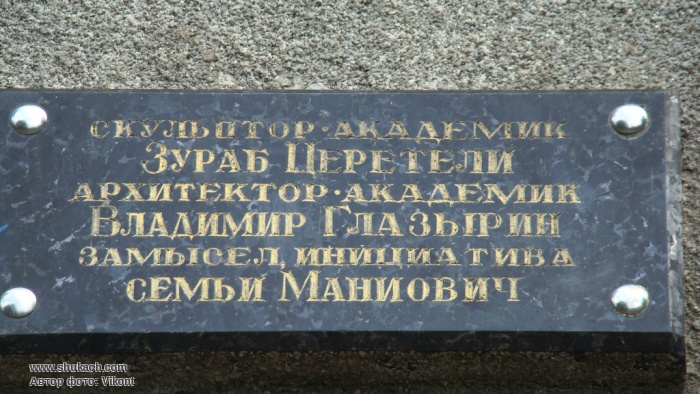 СКУЛЬПТОР·АКАДЕМИК
ЗУРАБ ЦЕРЕТЕЛИ
АРХИТЕКТОР·АКАДЕМИК
ВЛАДИМИР ГЛАЗЫРИН
ЗАМЫСЕЛ, ИНИЦИАТИВА
СЕМЬИ МАНИОВИЧ
www.shukach.com
Автор фото: Vikont